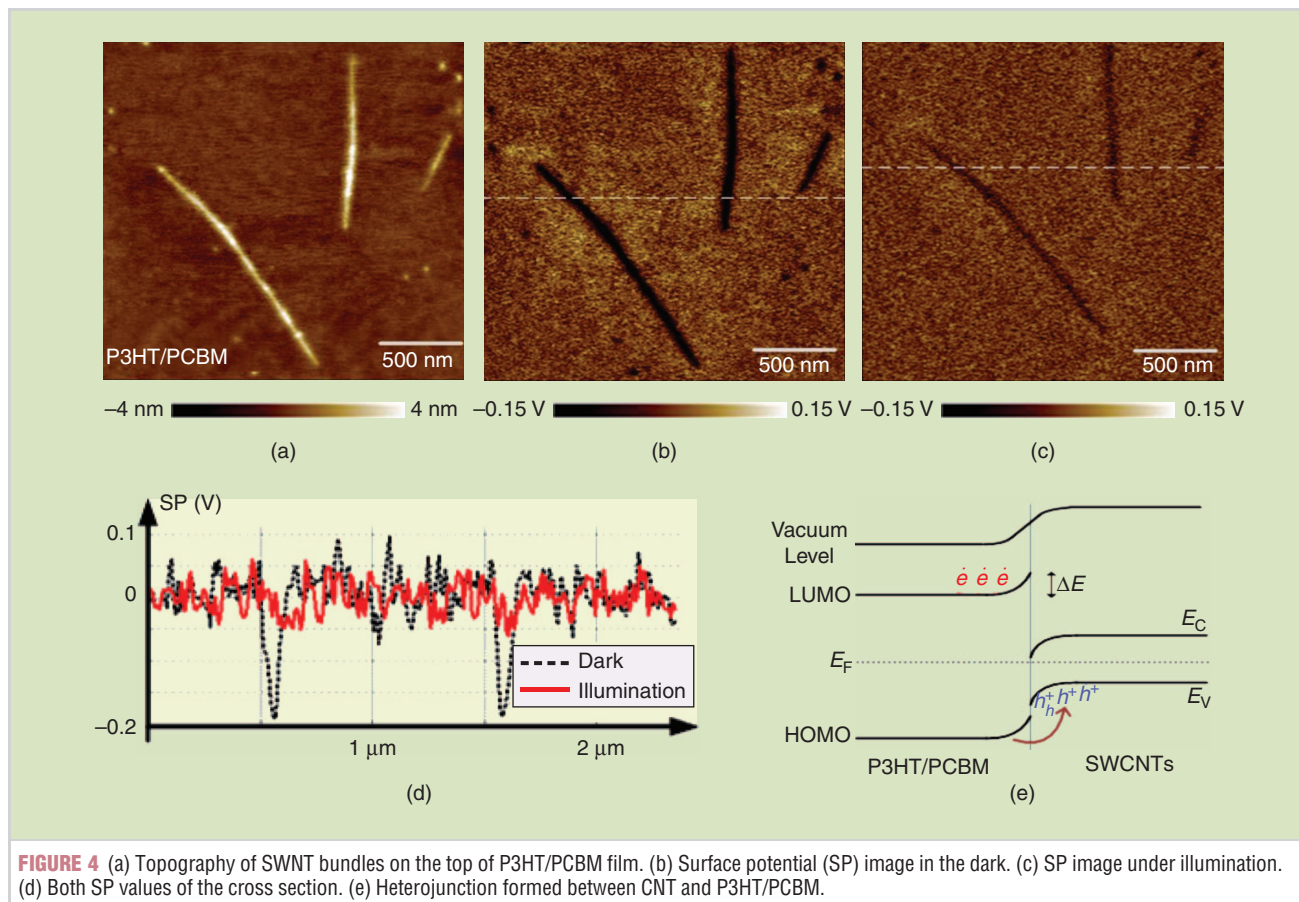 P3HT/PCBM
500 nm
500 nm
500 nm
–4 nm 4 nm
–0.15 V 0.15 V
–0.15 V 0.15 V
(a)
(b)
(c)
SP (V)
0.1
0
–0.2
Dark
Illumination
1 μm
2 μm
(d)
Vacuum
Level
ė ė ė
LUMO
ΔE
E_C
E_F
h⁺ h⁺ h⁺
h
E_V
HOMO
P3HT/PCBM
SWCNTs
(e)
FIGURE 4 (a) Topography of SWNT bundles on the top of P3HT/PCBM film. (b) Surface potential (SP) image in the dark. (c) SP image under illumination.
(d) Both SP values of the cross section. (e) Heterojunction formed between CNT and P3HT/PCBM.